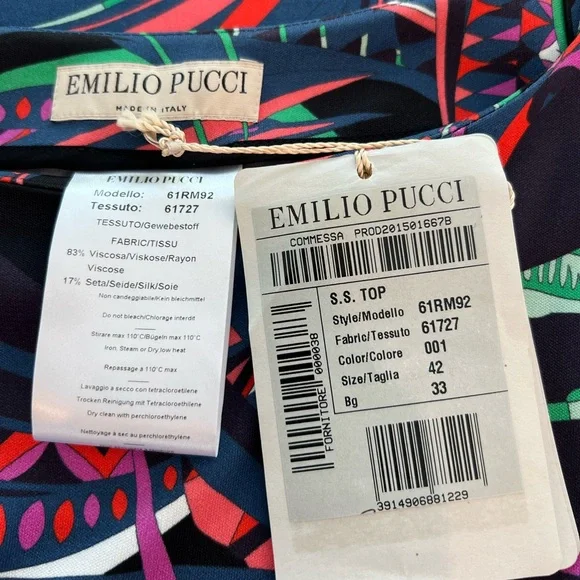 EMILIO PUCCI
MADE IN ITALY
EMILIO PUCCI
Modello: 61RM92
Tessuto: 61727
TESSUTO/Gewebestoff
FABRIC/TISSU
83% Viscosa/Viskose/Rayon
Viscose
17% Seta/Seide/Silk/Soie
Non candeggiabile/Kein bleichmittel
Do not bleach/Chlorage interdit
Stirare max 110°C/Bügeln max 110°C
Iron, Steam or Dry, low heat
Repassage a 110°C max
Lavaggio a secco con tetracloroetilene
Trocken Reinigung mit Tetracloroetilene
Dry clean with perchloroethylene
Nettoyage à sec au perchloréthylène
EMILIO PUCCI
COMMESSA PROD201501667B
S.S. TOP
Style/Modello 61RM92
Fabric/Tessuto 61727
Color/Colore 001
Size/Taglia 42
Bg 33
FORNITORE 000038
3914906881229